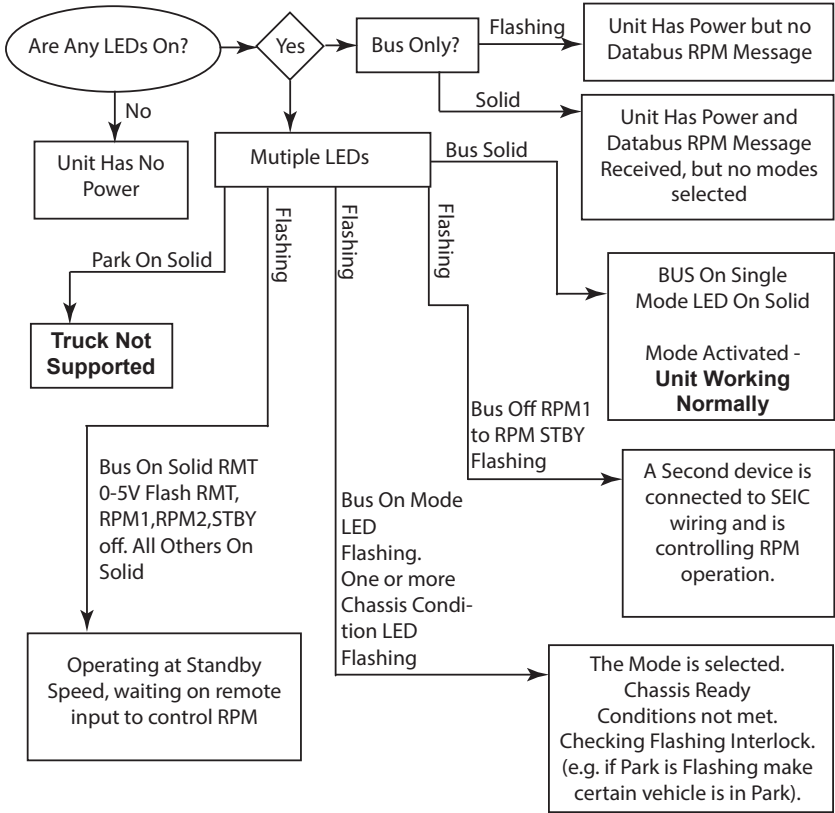 Are Any LEDs On?
Yes
Bus Only?
Flashing
Unit Has Power but no
Databus RPM Message
Solid
Unit Has Power and
Databus RPM Message
Received, but no modes
selected
No
Unit Has No
Power
Mutiple LEDs
Bus Solid
BUS On Single
Mode LED On Solid
Mode Activated -
Unit Working
Normally
Park On Solid
Truck Not
Supported
Flashing
Flashing
Flashing
Bus On Solid RMT
0-5V Flash RMT,
RPM1,RPM2,STBY
off. All Others On
Solid
Operating at Standby
Speed, waiting on remote
input to control RPM
Bus On Mode
LED
Flashing.
One or more
Chassis Condi-
tion LED
Flashing
The Mode is selected.
Chassis Ready
Conditions not met.
Checking Flashing Interlock.
(e.g. if Park is Flashing make
certain vehicle is in Park).
Bus Off RPM1
to RPM STBY
Flashing
A Second device is
connected to SEIC
wiring and is
controlling RPM
operation.